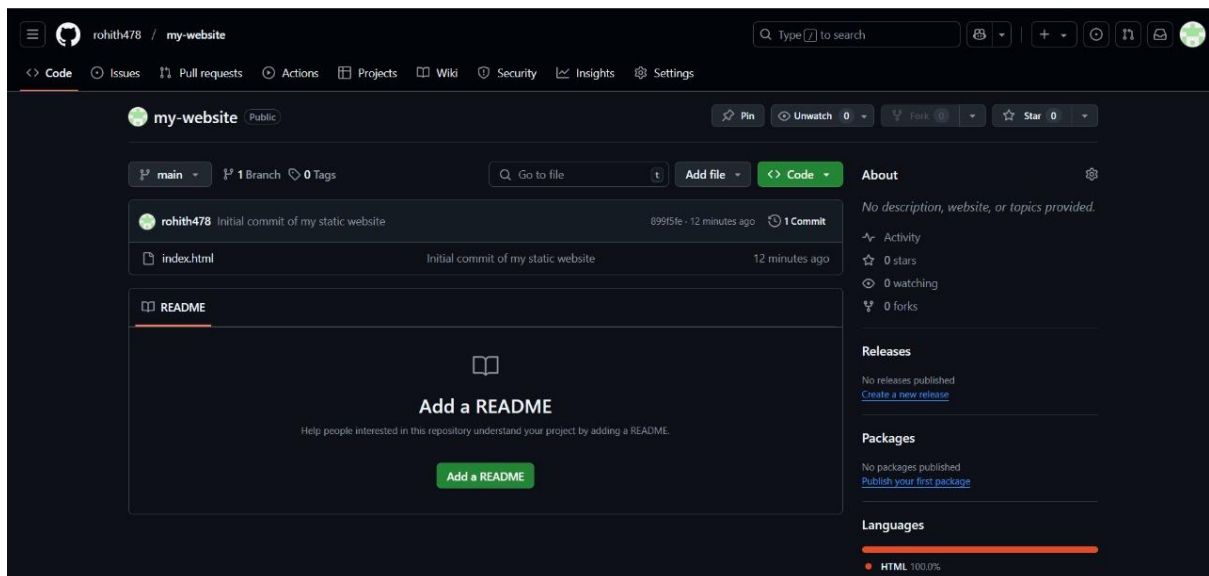 rohith478 / my-website
Type / to search
Code Issues Pull requests Actions Projects Wiki Security Insights Settings
my-website Public
Pin Unwatch 0 Fork 0 Star 0
main 1 Branch 0 Tags Go to file t Add file Code
About
No description, website, or topics provided.
rohith478 Initial commit of my static website 899f5fe · 12 minutes ago 1 Commit
index.html Initial commit of my static website 12 minutes ago
Activity
0 stars
0 watching
0 forks
README
Add a README
Help people interested in this repository understand your project by adding a README.
Add a README
Releases
No releases published
Create a new release
Packages
No packages published
Publish your first package
Languages
HTML 100.0%